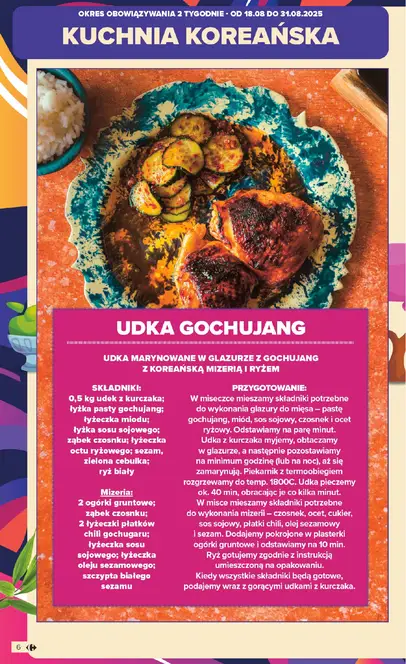 OKRES OBOWIĄZYWANIA 2 TYGODNIE - OD 18.08 DO 31.08.2025
KUCHNIA KOREAŃSKA
UDKA GOCHUJANG
UDKA MARYNOWANE W GLAZURZE Z GOCHUJANG
Z KOREAŃSKĄ MIZERIĄ I RYŻEM
SKŁADNIKI:
0,5 kg udek z kurczaka;
łyżka pasty gochujang;
łyżeczka miodu;
łyżka sosu sojowego;
ząbek czosnku; łyżeczka
octu ryżowego; sezam,
zielona cebulka;
ryż biały
Mizeria:
2 ogórki gruntowe;
ząbek czosnku;
2 łyżeczki płatków
chili gochugaru;
łyżeczka sosu
sojowego; łyżeczka
oleju sezamowego;
szczypta białego
sezamu
PRZYGOTOWANIE:
W miseczce mieszamy składniki potrzebne
do wykonania glazury do mięsa – pastę
gochujang, miód, sos sojowy, czosnek i ocet
ryżowy. Odstawiamy na parę minut.
Udka z kurczaka myjemy, obtaczamy
w glazurze, a następnie pozostawiamy
na minimum godzinę (lub na noc), aż się
zamarynują. Piekarnik z termoobiegiem
rozgrzewamy do temp. 1800C. Udka pieczemy
ok. 40 min, obracając je co kilka minut.
W misce mieszamy składniki potrzebne
do wykonania mizerii – czosnek, ocet, cukier,
sos sojowy, płatki chili, olej sezamowy
i sezam. Dodajemy pokrojone w plasterki
ogórki gruntowe i odstawiamy na 10 min.
Ryż gotujemy zgodnie z instrukcją
umieszczoną na opakowaniu.
Kiedy wszystkie składniki będą gotowe,
podajemy wraz z gorącymi udkami z kurczaka.
6